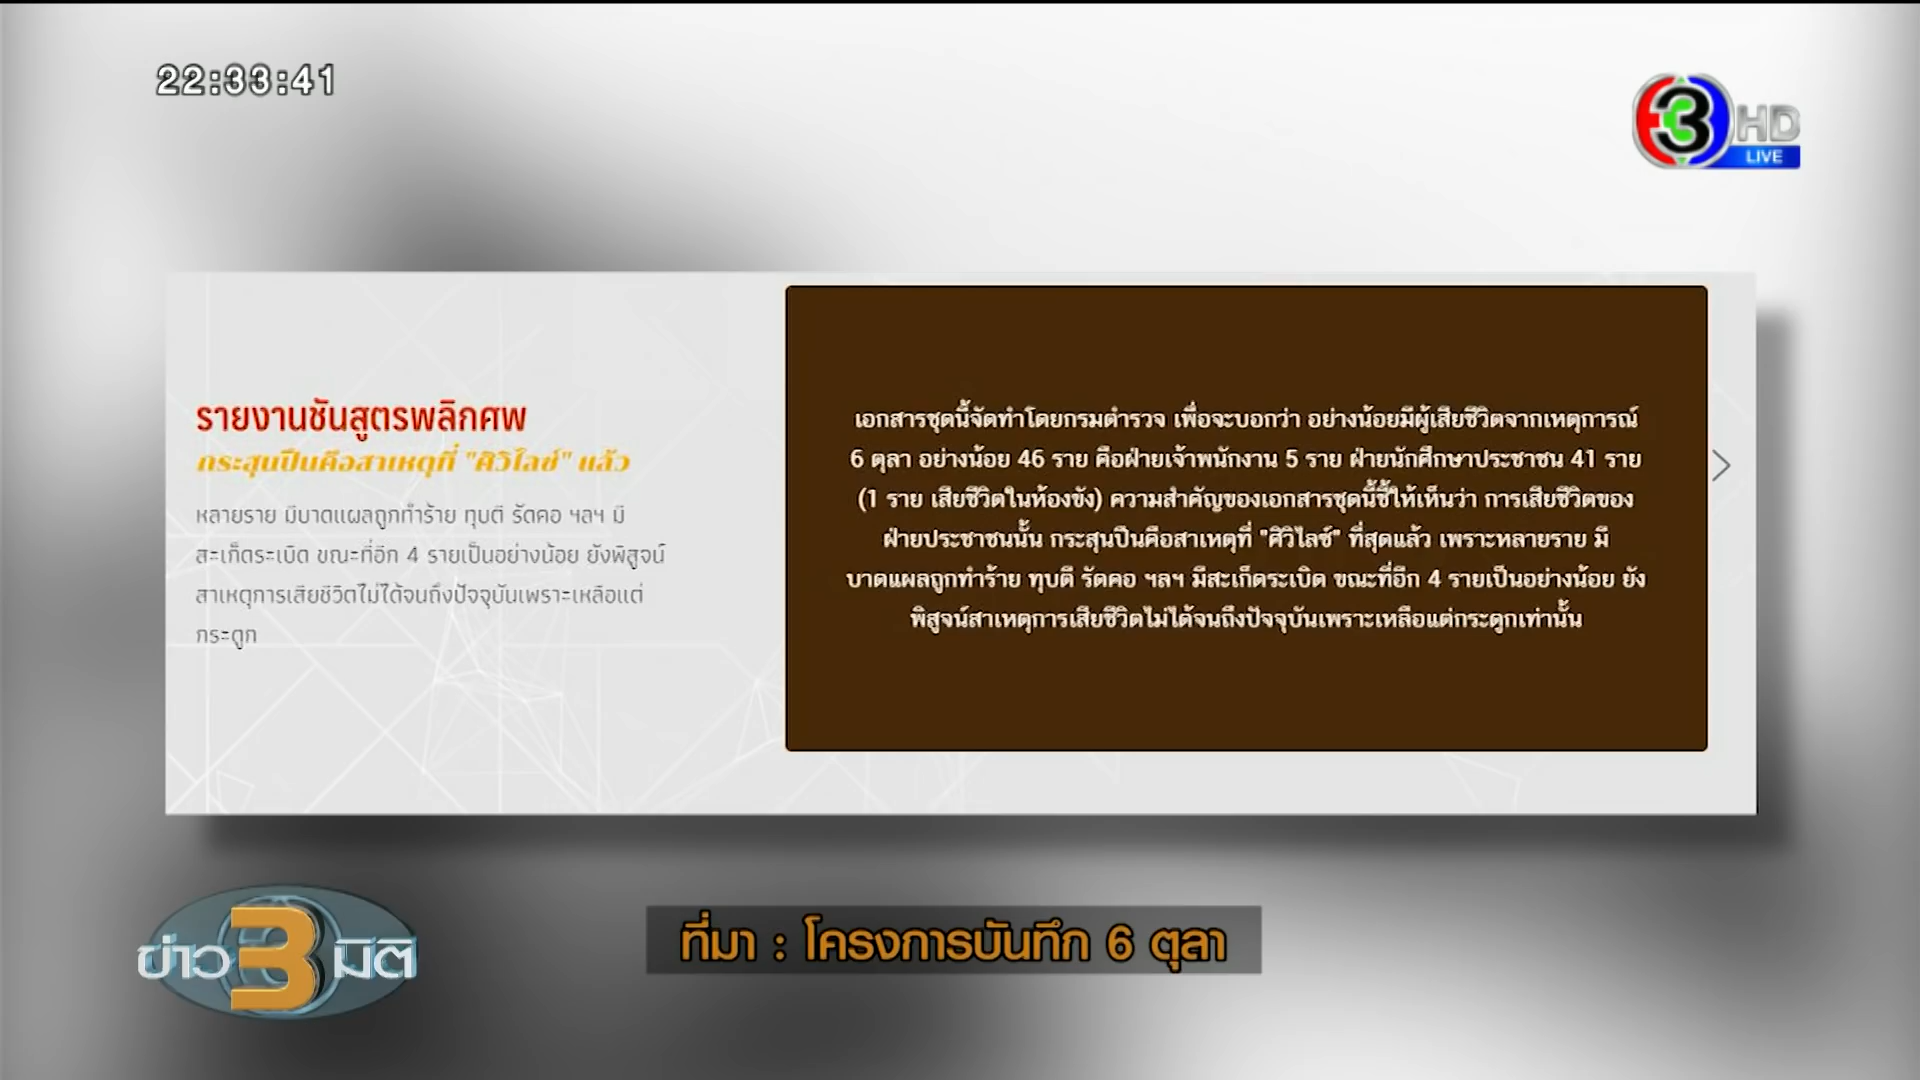 22:33:41
3 HD
LIVE
รายงานชันสูตรพลิกศพ
กระสุนปืนคือสาเหตุที่ "ศิวิไลซ์" แล้ว
หลายราย มีบาดแผลถูกทำร้าย ทุบตี รัดคอ ฯลฯ มี
สะเก็ดระเบิด ขณะที่อีก 4 รายเป็นอย่างน้อย ยังพิสูจน์
สาเหตุการเสียชีวิตไม่ได้จนถึงปัจจุบันเพราะเหลือแต่
กระดูก
เอกสารชุดนี้จัดทำโดยกรมตำรวจ เพื่อจะบอกว่า อย่างน้อยมีผู้เสียชีวิตจากเหตุการณ์
6 ตุลา อย่างน้อย 46 ราย คือฝ่ายเจ้าพนักงาน 5 ราย ฝ่ายนักศึกษาประชาชน 41 ราย
(1 ราย เสียชีวิตในห้องขัง) ความสำคัญของเอกสารชุดนี้ชี้ให้เห็นว่า การเสียชีวิตของ
ฝ่ายประชาชนนั้น กระสุนปืนคือสาเหตุที่ "ศิวิไลซ์" ที่สุดแล้ว เพราะหลายราย มี
บาดแผลถูกทำร้าย ทุบตี รัดคอ ฯลฯ มีสะเก็ดระเบิด ขณะที่อีก 4 รายเป็นอย่างน้อย ยัง
พิสูจน์สาเหตุการเสียชีวิตไม่ได้จนถึงปัจจุบันเพราะเหลือแต่กระดูกเท่านั้น
ข่าว 3 มิติ
ที่มา : โครงการบันทึก 6 ตุลา